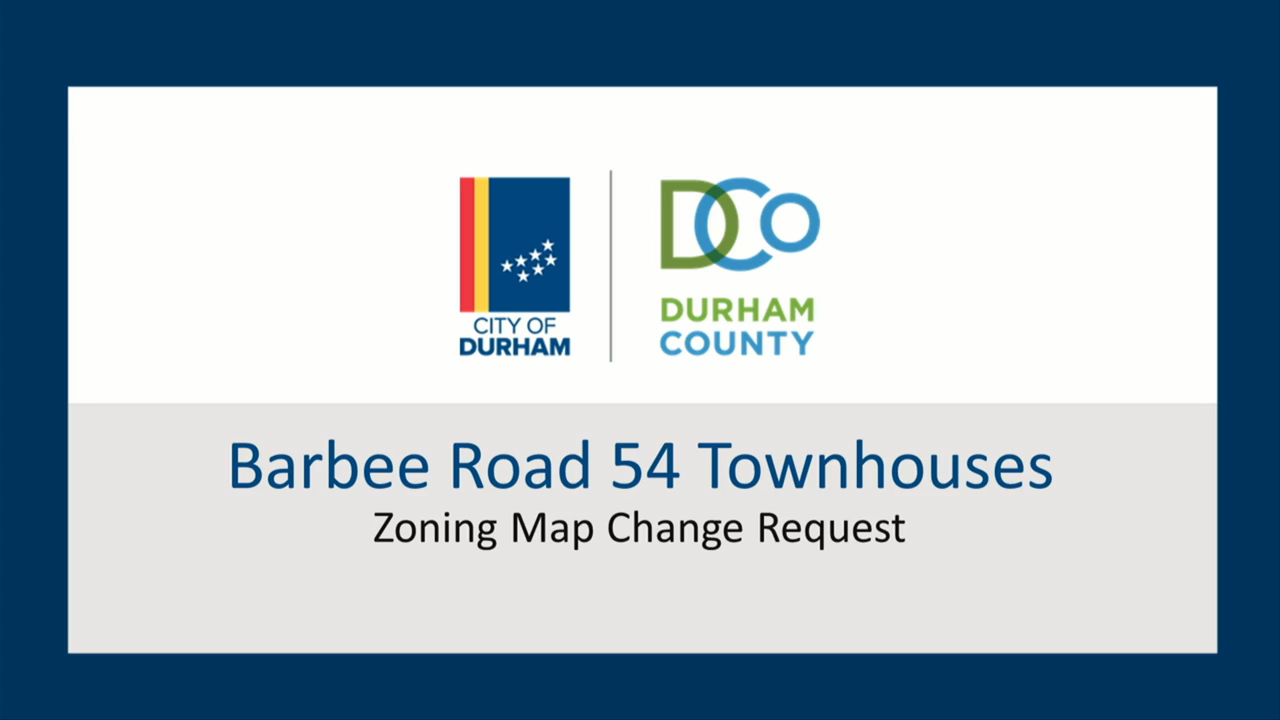 CITY OF
DURHAM
DCo
DURHAM
COUNTY
Barbee Road 54 Townhouses
Zoning Map Change Request